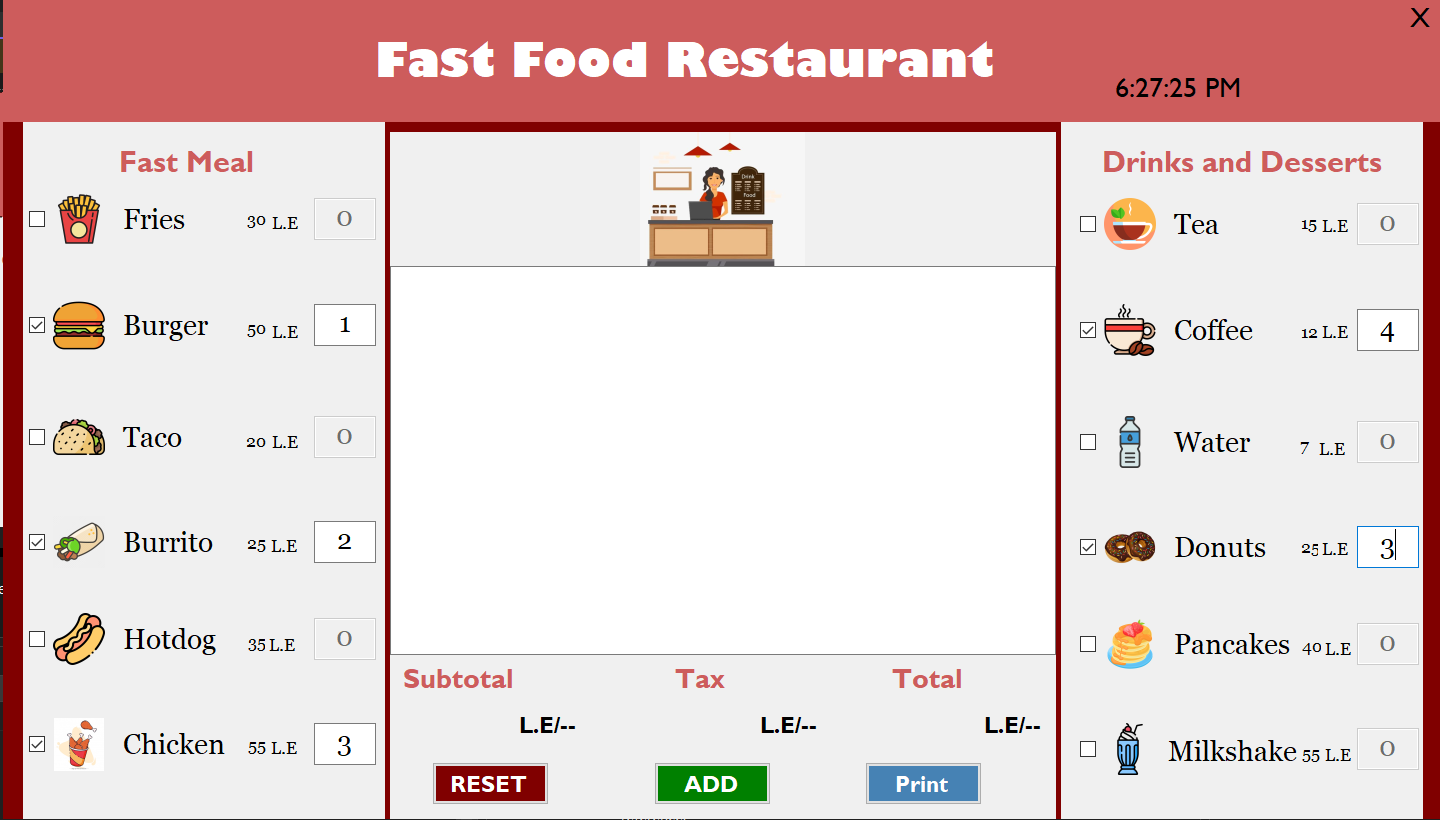 X
Fast Food Restaurant
6:27:25 PM
Fast Meal
Fries 30 L.E 0
Burger 50 L.E 1
Taco 20 L.E 0
Burrito 25 L.E 2
Hotdog 35 L.E 0
Chicken 55 L.E 3
Drink
Food
Subtotal Tax Total
L.E/-- L.E/-- L.E/--
RESET ADD Print
Drinks and Desserts
Tea 15 L.E 0
Coffee 12 L.E 4
Water 7 L.E 0
Donuts 25 L.E 3
Pancakes 40 L.E 0
Milkshake 55 L.E 0